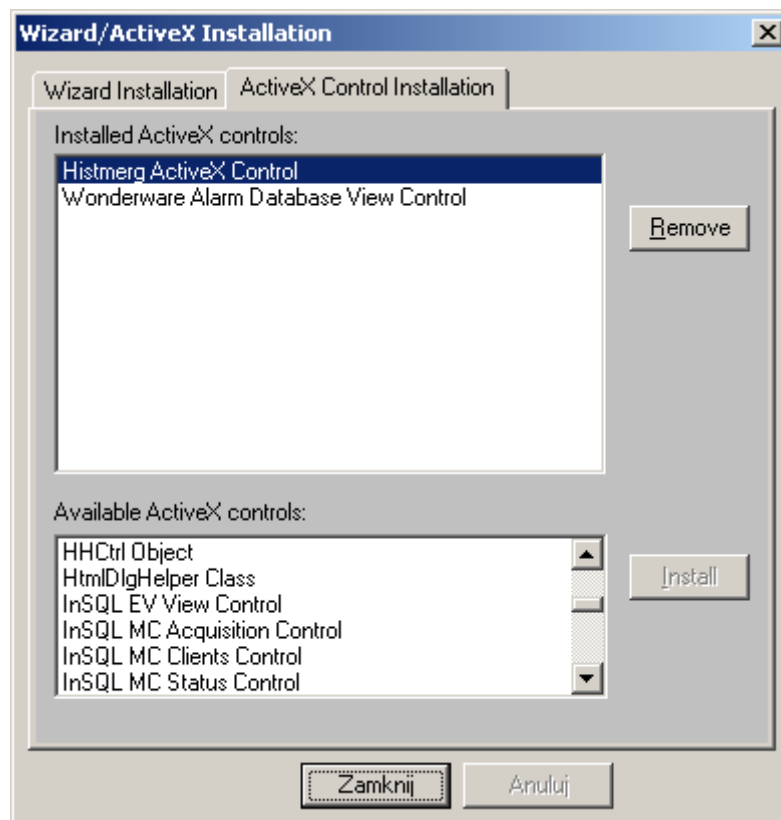 Wizard/ActiveX Installation
Wizard Installation
ActiveX Control Installation
Installed ActiveX controls:
Histmerg ActiveX Control
Wonderware Alarm Database View Control
Remove
Available ActiveX controls:
HHCtrl Object
HtmlDlgHelper Class
InSQL EV View Control
InSQL MC Acquisition Control
InSQL MC Clients Control
InSQL MC Status Control
Install
Zamknij
Anuluj